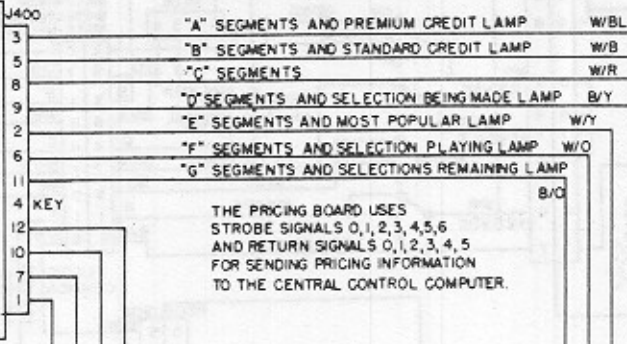 J400
3 "A" SEGMENTS AND PREMIUM CREDIT LAMP W/BL
5 "B" SEGMENTS AND STANDARD CREDIT LAMP W/B
8 "C" SEGMENTS W/R
9 "D" SEGMENTS AND SELECTION BEING MADE LAMP B/Y
2 "E" SEGMENTS AND MOST POPULAR LAMP W/Y
6 "F" SEGMENTS AND SELECTION PLAYING LAMP W/O
11 "G" SEGMENTS AND SELECTIONS REMAINING LAMP
B/O
4 KEY
12
10
7
1
THE PRICING BOARD USES
STROBE SIGNALS 0,1,2,3,4,5,6
AND RETURN SIGNALS 0,1,2,3,4,5
FOR SENDING PRICING INFORMATION
TO THE CENTRAL CONTROL COMPUTER.